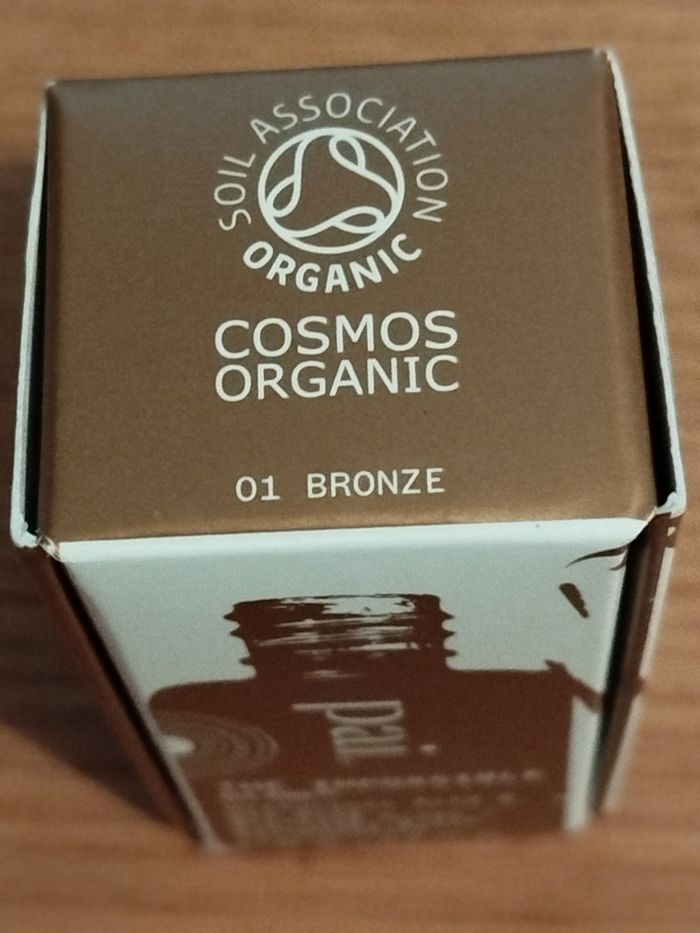 SOIL ASSOCIATION
ORGANIC
COSMOS
ORGANIC
01 BRONZE
pai